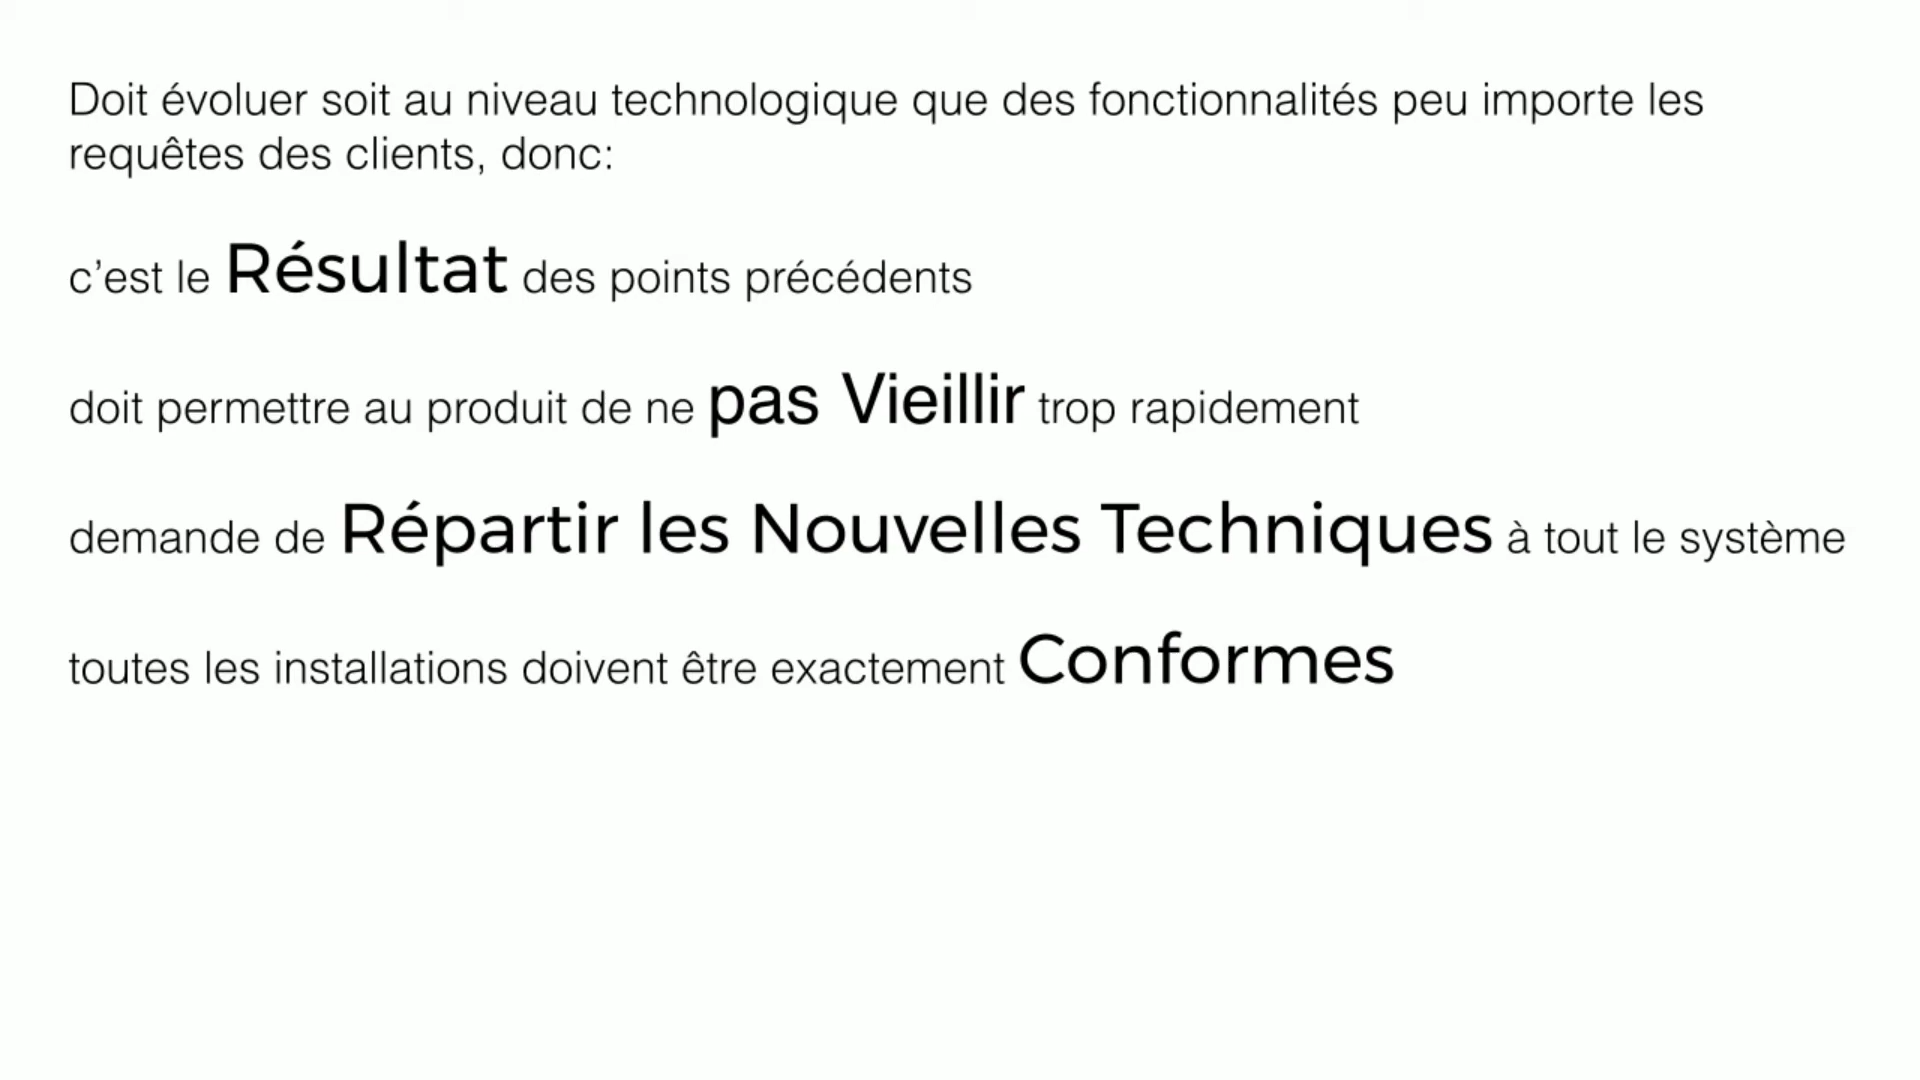 Doit évoluer soit au niveau technologique que des fonctionnalités peu importe les
requêtes des clients, donc:
c’est le Résultat des points précédents
doit permettre au produit de ne pas Vieillir trop rapidement
demande de Répartir les Nouvelles Techniques à tout le système
toutes les installations doivent être exactement Conformes